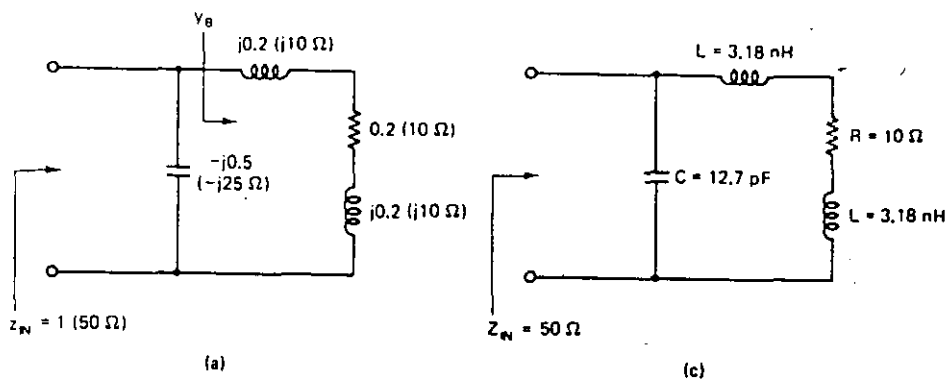 y_B
j0.2 (j10 Ω)
0.2 (10 Ω)
-j0.5
(-j25 Ω)
j0.2 (j10 Ω)
z_IN = 1 (50 Ω)
(a)
L = 3.18 nH
R = 10 Ω
C = 12.7 pF
L = 3.18 nH
Z_IN = 50 Ω
(c)